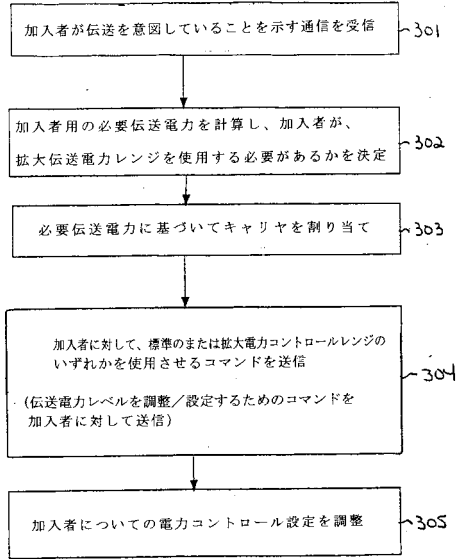 加入者が伝送を意図していることを示す通信を受信
301
加入者用の必要伝送電力を計算し、加入者が、
拡大伝送電力レンジを使用する必要があるかを決定
302
必要伝送電力に基づいてキャリヤを割り当て
303
加入者に対して、標準のまたは拡大電力コントロールレンジの
いずれかを使用させるコマンドを送信
(伝送電力レベルを調整/設定するためのコマンドを
加入者に対して送信)
304
加入者についての電力コントロール設定を調整
305